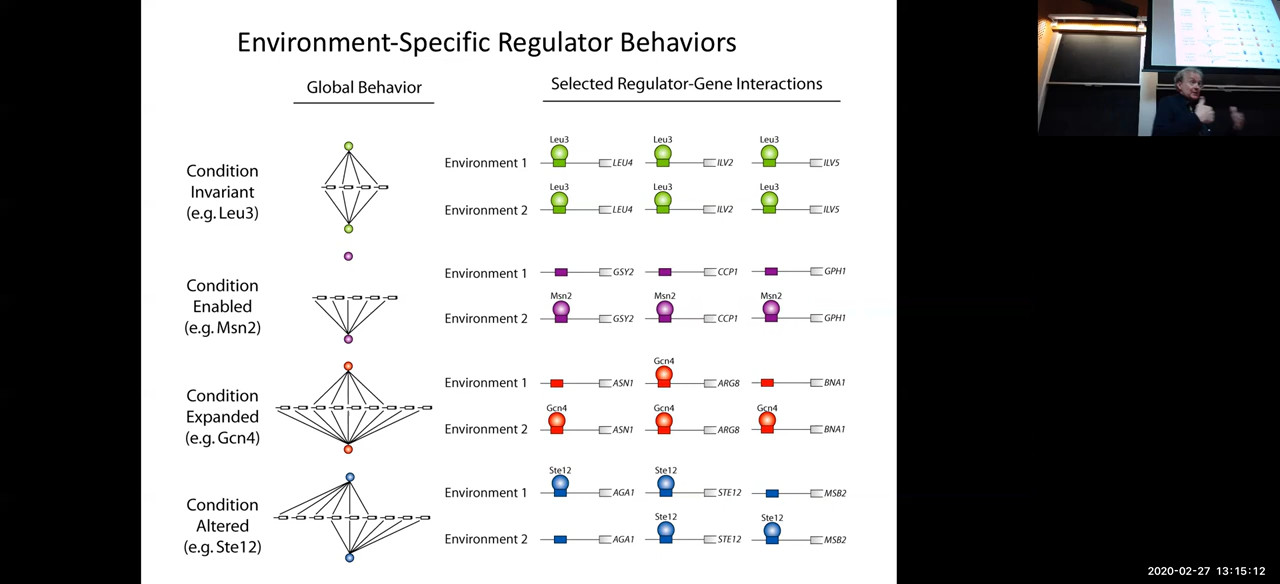 Environment-Specific Regulator Behaviors
Global Behavior
Selected Regulator-Gene Interactions
Condition
Invariant
(e.g. Leu3)
Leu3 Leu3 Leu3
Environment 1 LEU4 ILV2 ILV5
Leu3 Leu3 Leu3
Environment 2 LEU4 ILV2 ILV5
Condition
Enabled
(e.g. Msn2)
Environment 1 GSY2 CCP1 GPH1
Msn2 Msn2 Msn2
Environment 2 GSY2 CCP1 GPH1
Condition
Expanded
(e.g. Gcn4)
Gcn4
Environment 1 ASN1 ARG8 BNA1
Gcn4 Gcn4 Gcn4
Environment 2 ASN1 ARG8 BNA1
Condition
Altered
(e.g. Ste12)
Ste12 Ste12
Environment 1 AGA1 STE12 MSB2
Ste12 Ste12
Environment 2 AGA1 STE12 MSB2
2020-02-27 13:15:12